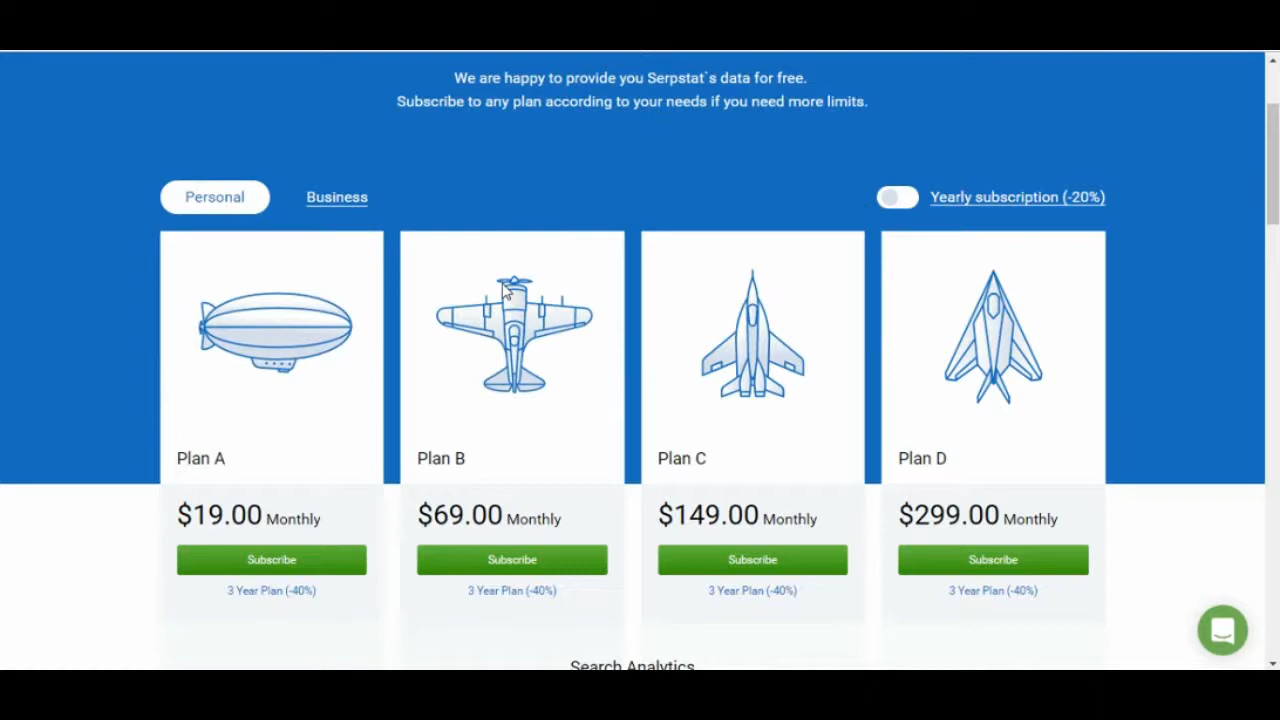 We are happy to provide you Serpstat`s data for free.
Subscribe to any plan according to your needs if you need more limits.
Personal
Business
Yearly subscription (-20%)
Plan A
Plan B
Plan C
Plan D
$19.00 Monthly
$69.00 Monthly
$149.00 Monthly
$299.00 Monthly
Subscribe
Subscribe
Subscribe
Subscribe
3 Year Plan (-40%)
3 Year Plan (-40%)
3 Year Plan (-40%)
3 Year Plan (-40%)
Search Analytics